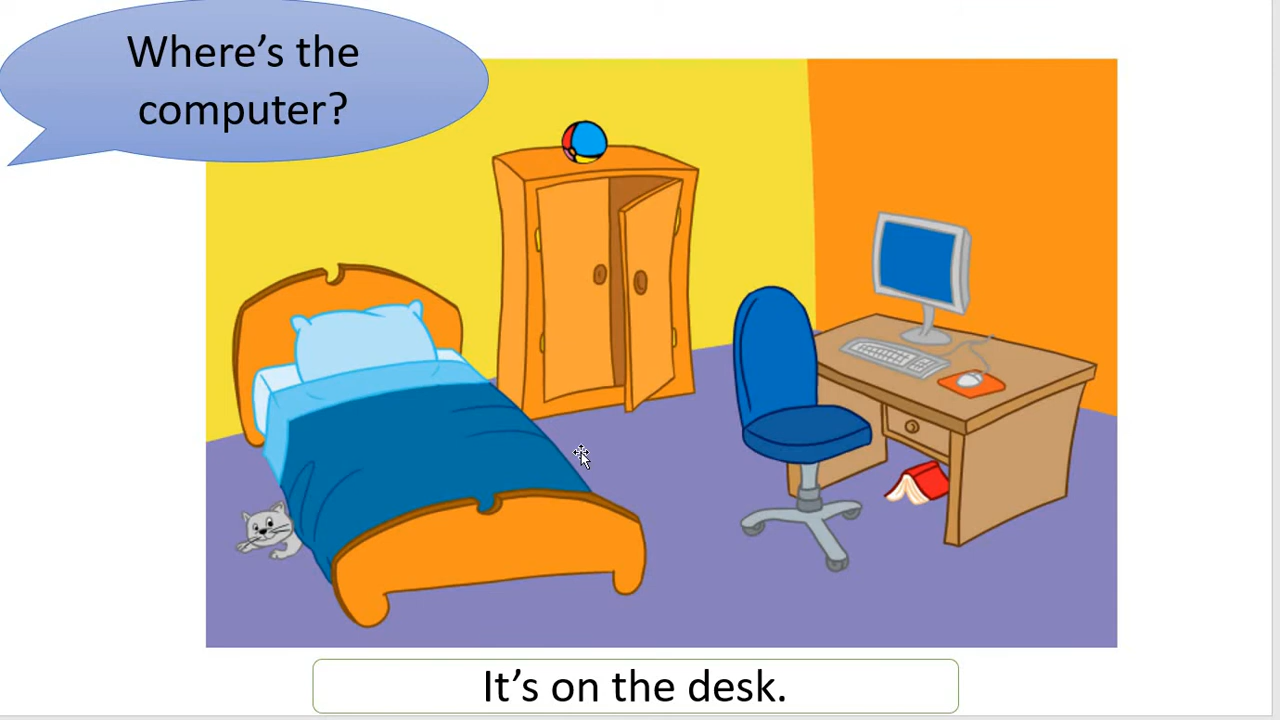 Where’s the
computer?
It’s on the desk.